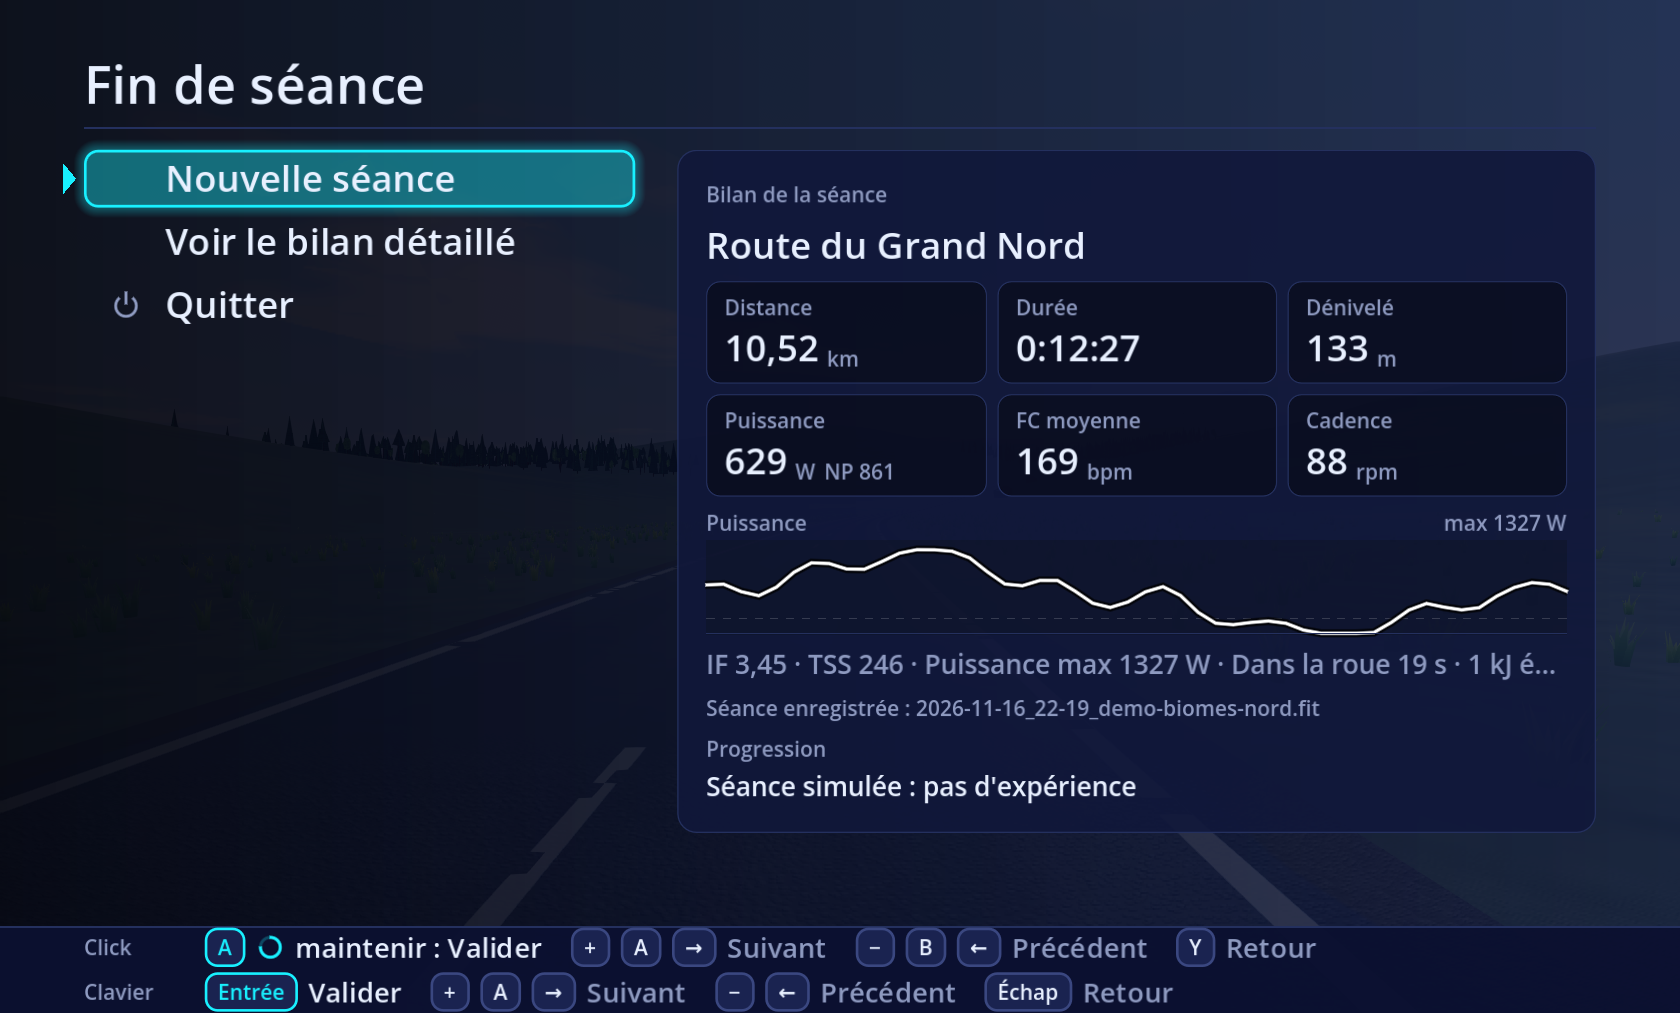 Fin de séance
Nouvelle séance
Voir le bilan détaillé
Quitter
Bilan de la séance
Route du Grand Nord
Distance
10,52 km
Durée
0:12:27
Dénivelé
133 m
Puissance
629 W NP 861
FC moyenne
169 bpm
Cadence
88 rpm
Puissance
max 1327 W
IF 3,45 · TSS 246 · Puissance max 1327 W · Dans la roue 19 s · 1 kJ é...
Séance enregistrée : 2026-11-16_22-19_demo-biomes-nord.fit
Progression
Séance simulée : pas d'expérience
Click A maintenir : Valider + A → Suivant − B ← Précédent Y Retour
Clavier Entrée Valider + A → Suivant − ← Précédent Échap Retour